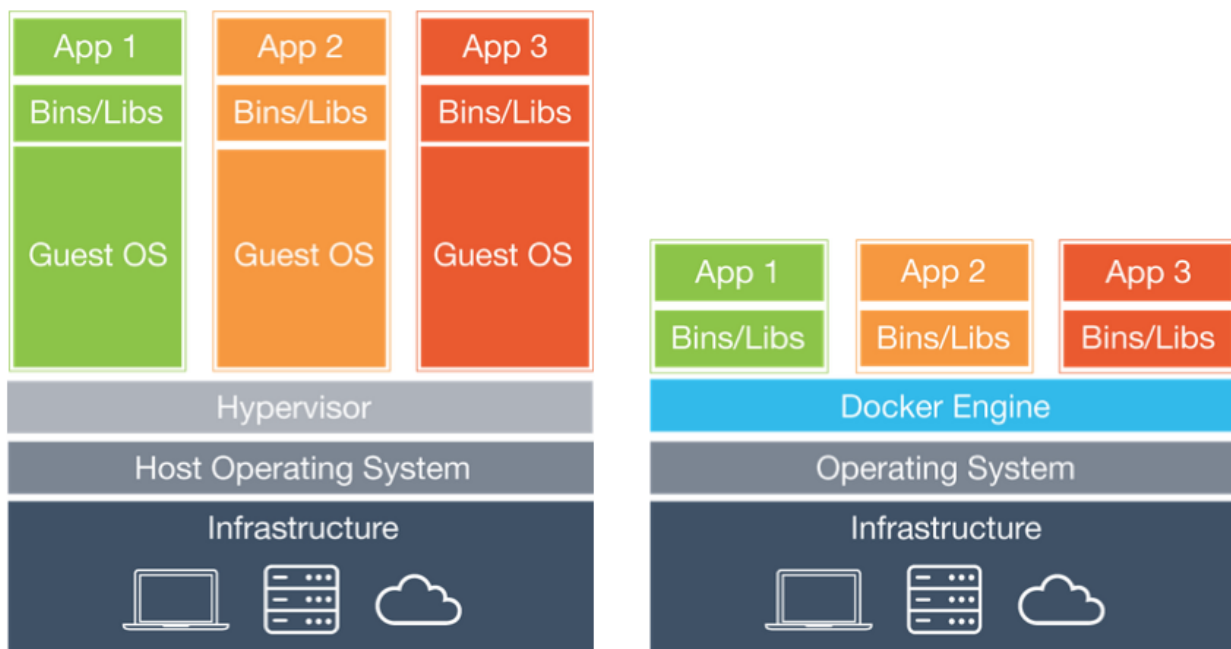 App 1
App 2
App 3
Bins/Libs
Bins/Libs
Bins/Libs
Guest OS
Guest OS
Guest OS
Hypervisor
Host Operating System
Infrastructure
App 1
App 2
App 3
Bins/Libs
Bins/Libs
Bins/Libs
Docker Engine
Operating System
Infrastructure